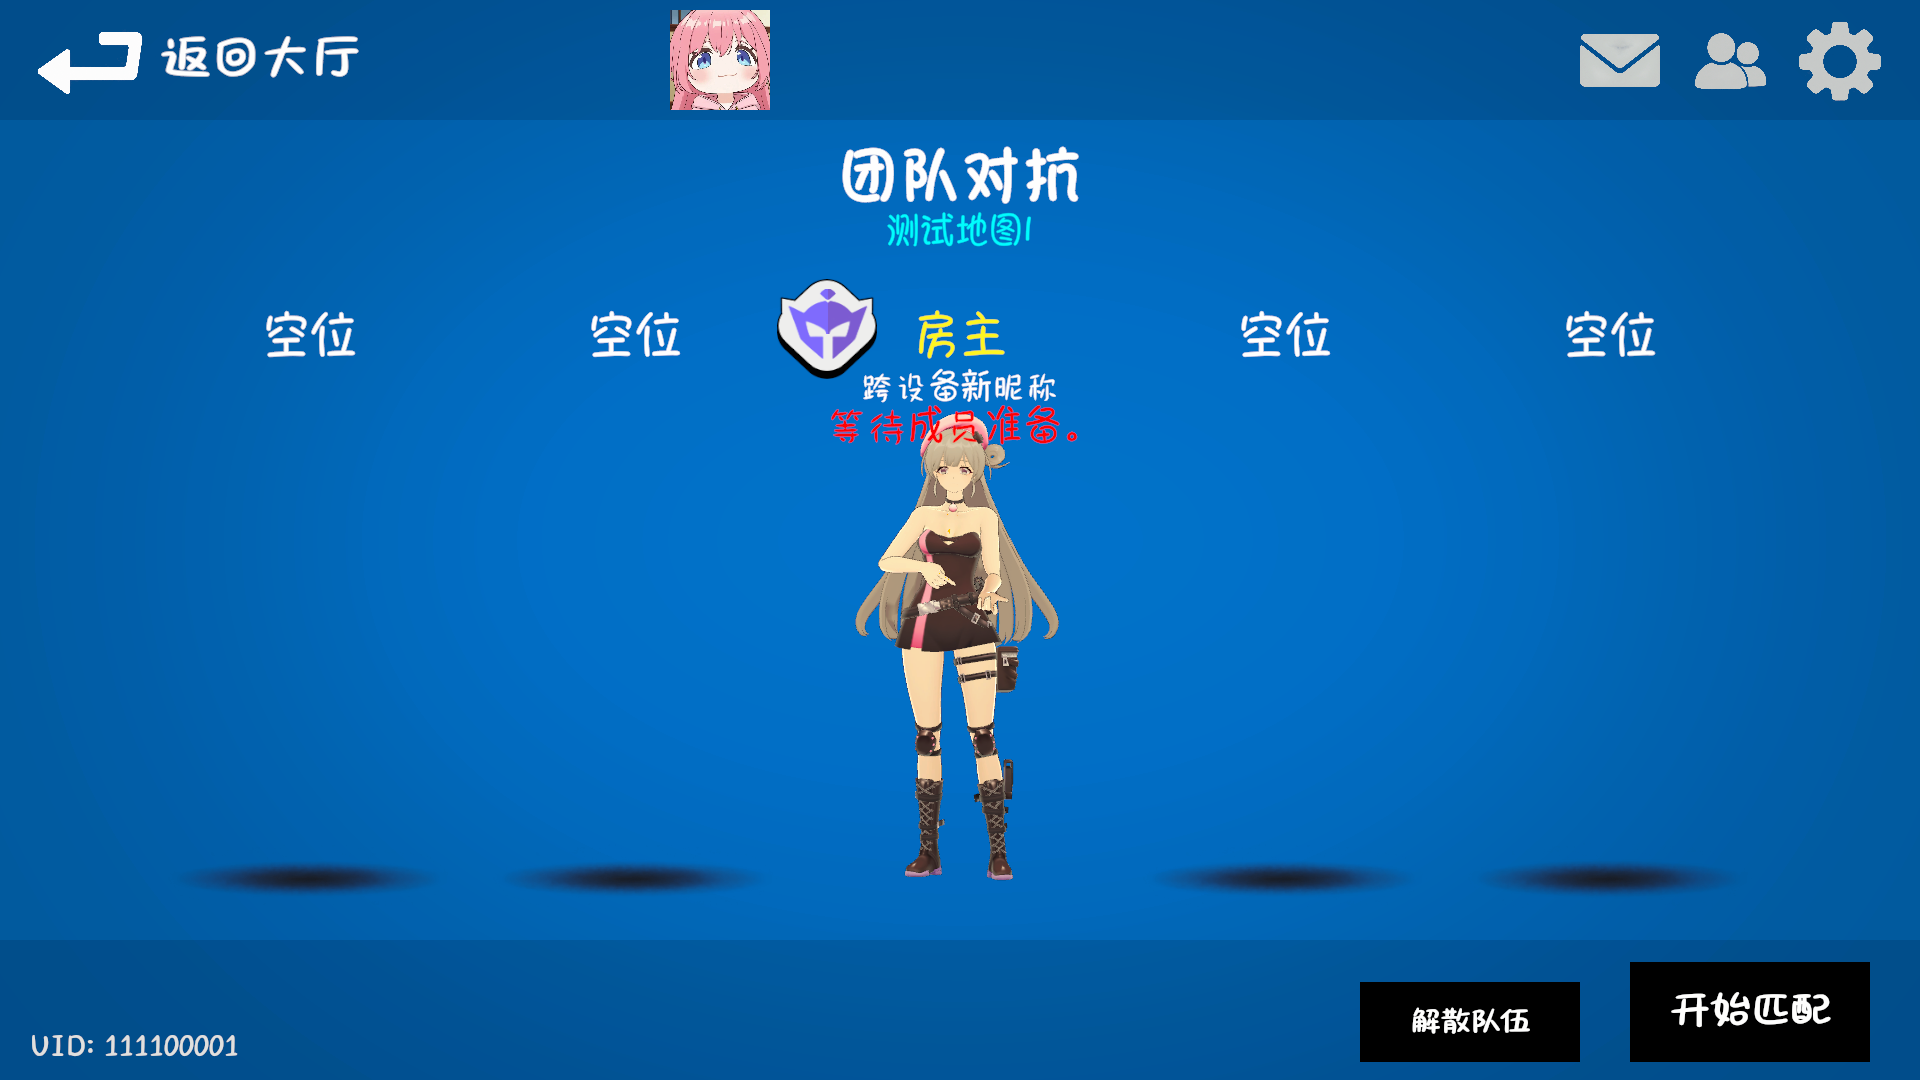 返回大厅
团队对抗
测试地图1
空位
空位
房主
空位
空位
跨设备新昵称
等待成员准备。
解散队伍
开始匹配
UID: 111100001